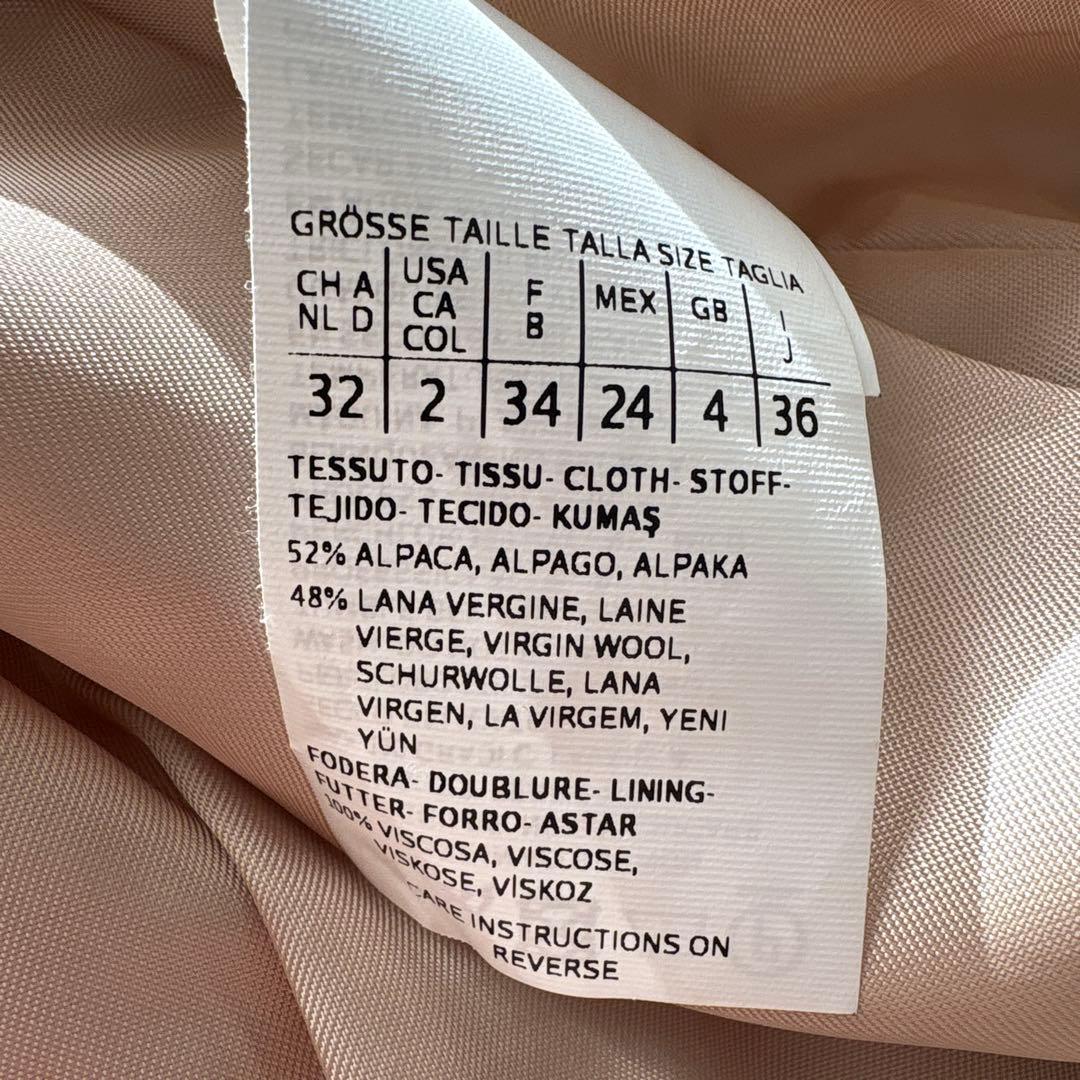 GRÖSSE TAILLE TALLA SIZE TAGLIA
CH A NL D | USA CA COL | F B | MEX | GB | I J
32 | 2 | 34 | 24 | 4 | 36
TESSUTO- TISSU- CLOTH- STOFF-
TEJIDO- TECIDO- KUMAŞ
52% ALPACA, ALPAGO, ALPAKA
48% LANA VERGINE, LAINE
VIERGE, VIRGIN WOOL,
SCHURWOLLE, LANA
VIRGEN, LA VIRGEM, YENI
YÜN
FODERA- DOUBLURE- LINING-
FUTTER- FORRO- ASTAR
100% VISCOSA, VISCOSE,
VISKOSE, VİSKOZ
CARE INSTRUCTIONS ON
REVERSE